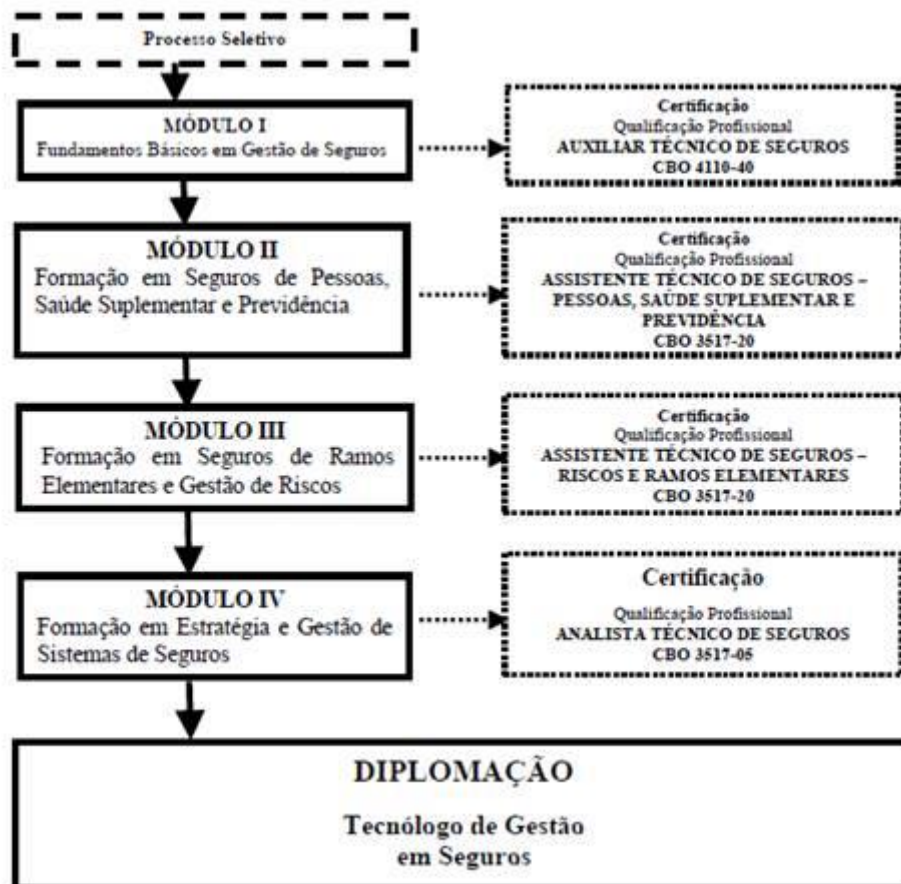 Processo Seletivo
MÓDULO I
Fundamentos Básicos em Gestão de Seguros
Certificação
Qualificação Profissional
AUXILIAR TÉCNICO DE SEGUROS
CBO 4110-40
MÓDULO II
Formação em Seguros de Pessoas,
Saúde Suplementar e Previdência
Certificação
Qualificação Profissional
ASSISTENTE TÉCNICO DE SEGUROS –
PESSOAS, SAÚDE SUPLEMENTAR E
PREVIDÊNCIA
CBO 3517-20
MÓDULO III
Formação em Seguros de Ramos
Elementares e Gestão de Riscos
Certificação
Qualificação Profissional
ASSISTENTE TÉCNICO DE SEGUROS –
RISCOS E RAMOS ELEMENTARES
CBO 3517-20
MÓDULO IV
Formação em Estratégia e Gestão de
Sistemas de Seguros
Certificação
Qualificação Profissional
ANALISTA TÉCNICO DE SEGUROS
CBO 3517-05
DIPLOMAÇÃO
Tecnólogo de Gestão
em Seguros